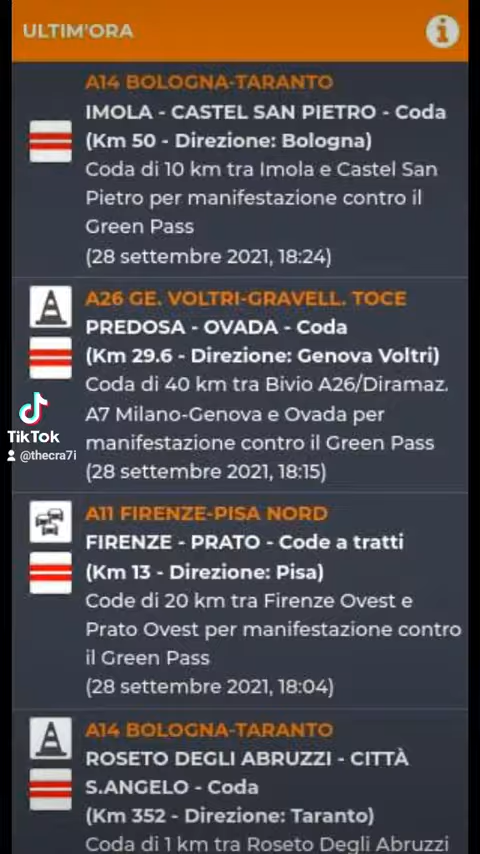 ULTIM'ORA
A14 BOLOGNA-TARANTO
IMOLA - CASTEL SAN PIETRO - Coda
(Km 50 - Direzione: Bologna)
Coda di 10 km tra Imola e Castel San
Pietro per manifestazione contro il
Green Pass
(28 settembre 2021, 18:24)
A26 GE. VOLTRI-GRAVELL. TOCE
PREDOSA - OVADA - Coda
(Km 29.6 - Direzione: Genova Voltri)
Coda di 40 km tra Bivio A26/Diramaz.
A7 Milano-Genova e Ovada per
manifestazione contro il Green Pass
(28 settembre 2021, 18:15)
TikTok
@thecra7i
A11 FIRENZE-PISA NORD
FIRENZE - PRATO - Code a tratti
(Km 13 - Direzione: Pisa)
Code di 20 km tra Firenze Ovest e
Prato Ovest per manifestazione contro
il Green Pass
(28 settembre 2021, 18:04)
A14 BOLOGNA-TARANTO
ROSETO DEGLI ABRUZZI - CITTÀ
S.ANGELO - Coda
(Km 352 - Direzione: Taranto)
Coda di 1 km tra Roseto Degli Abruzzi